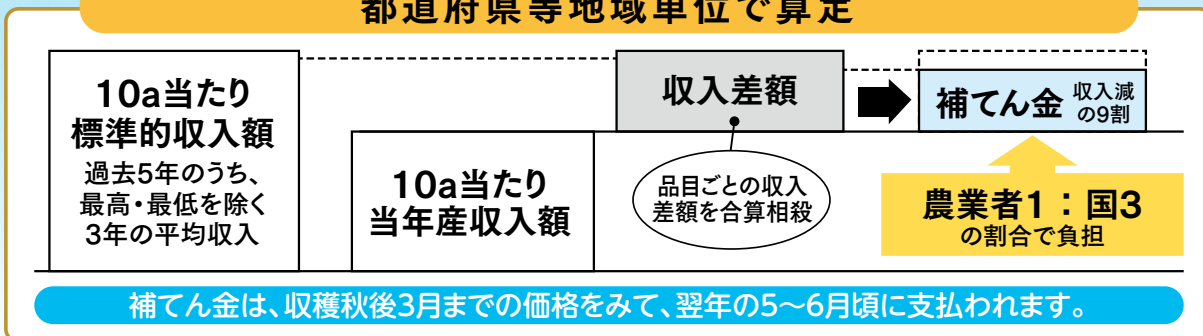 都道府県等地域単位で算定
10a当たり
標準的収入額
過去5年のうち、
最高・最低を除く
3年の平均収入
10a当たり
当年産収入額
収入差額
品目ごとの収入
差額を合算相殺
補てん金 収入減
の9割
農業者1：国3
の割合で負担
補てん金は、収穫秋後3月までの価格をみて、翌年の5〜6月頃に支払われます。